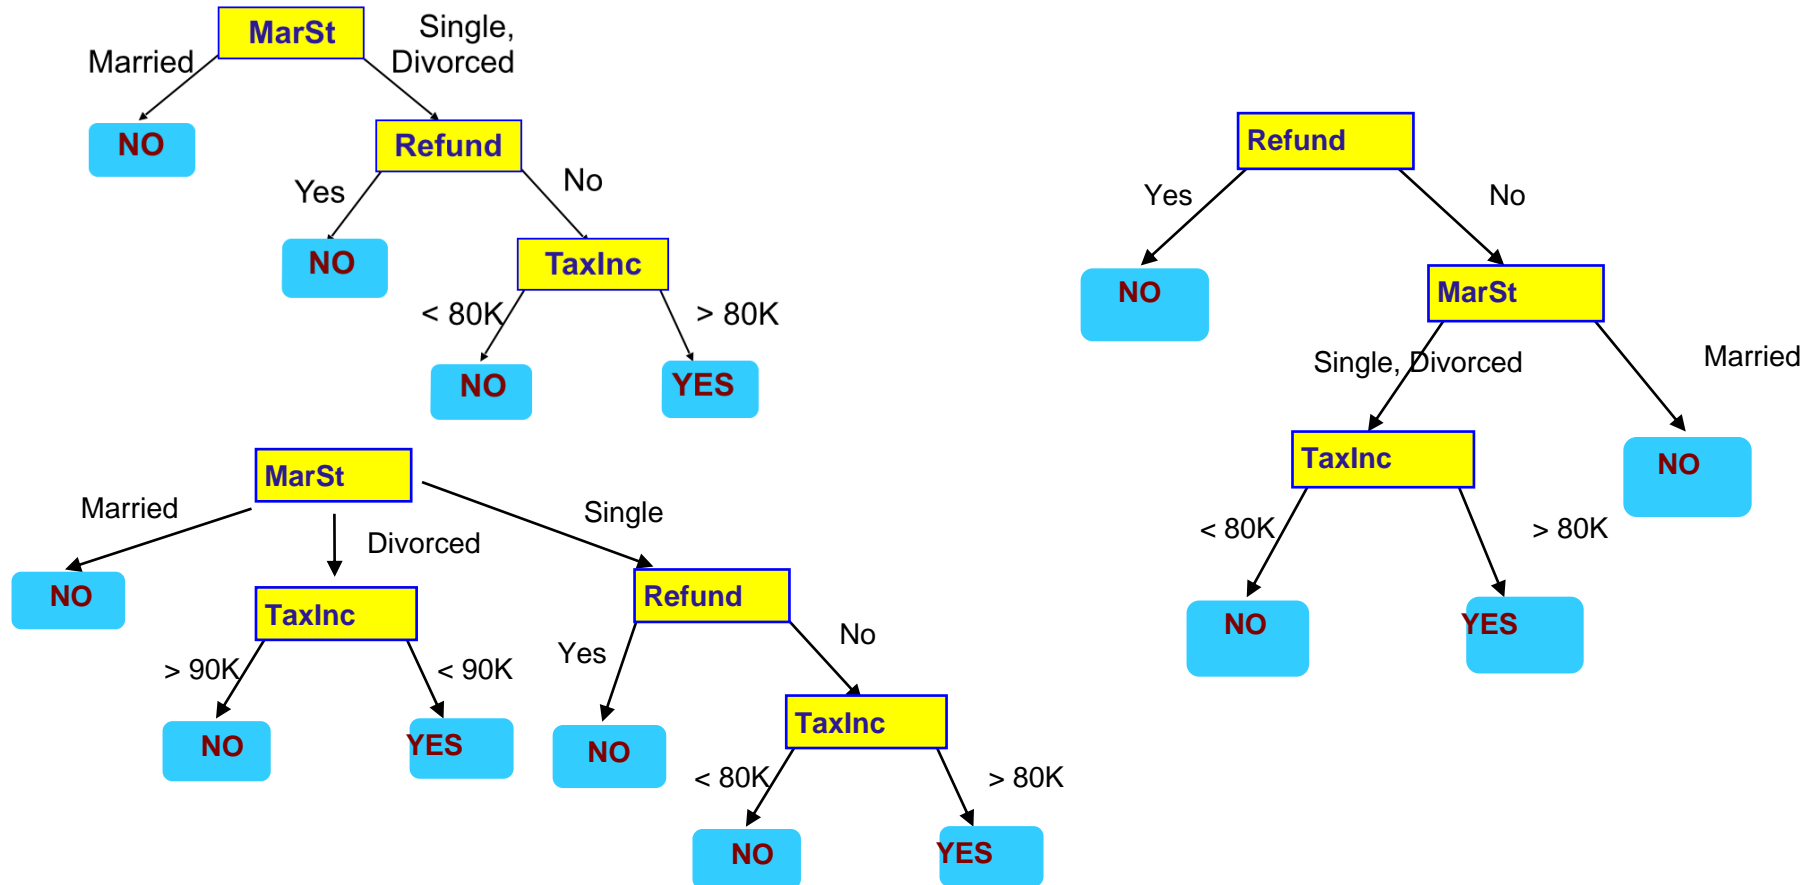 MarSt
Single,
Divorced
Married
NO
Refund
Yes
No
NO
TaxInc
< 80K
> 80K
NO
YES
Refund
Yes
No
NO
MarSt
Single, Divorced
Married
TaxInc
NO
< 80K
> 80K
NO
YES
MarSt
Married
Divorced
Single
NO
TaxInc
Refund
> 90K
< 90K
Yes
No
NO
YES
NO
TaxInc
< 80K
> 80K
NO
YES